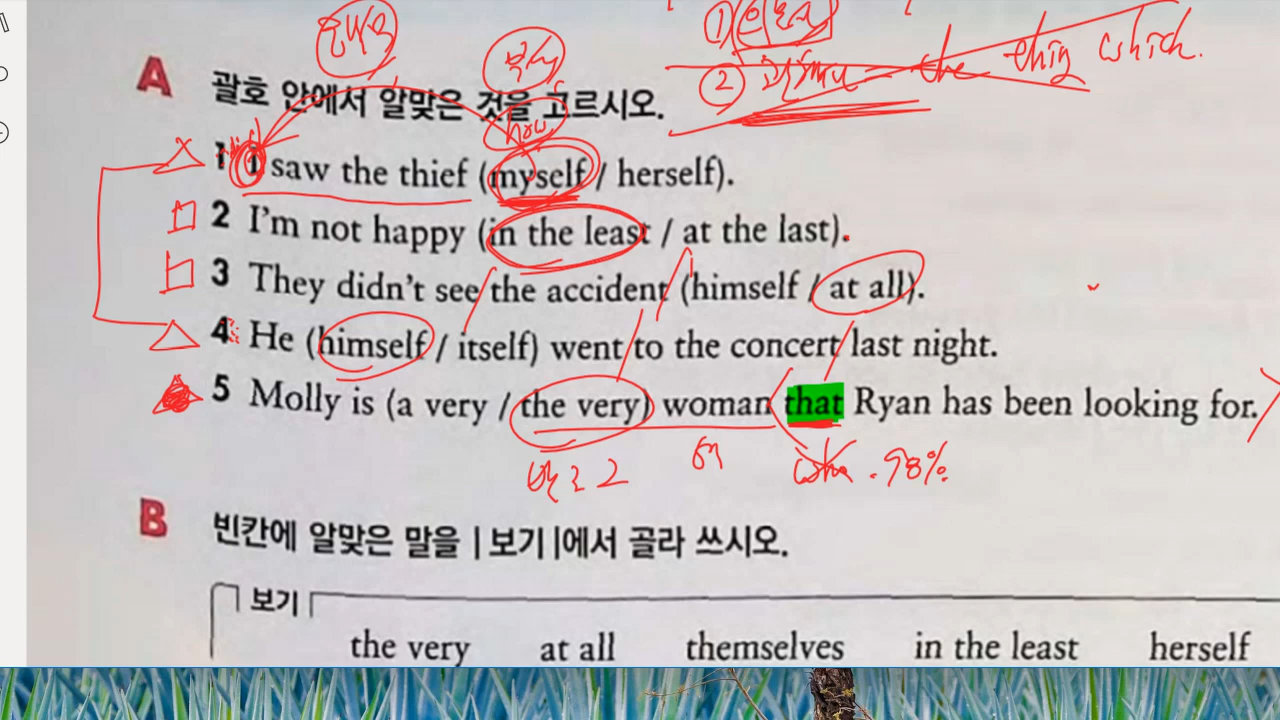 ①
② the thing which.
A 괄호 안에서 알맞은 것을 고르시오.
how
1 I saw the thief (myself / herself).
2 I'm not happy (in the least / at the last).
3 They didn't see the accident (himself / at all).
4 He (himself / itself) went to the concert last night.
5 Molly is (a very / the very) woman that Ryan has been looking for.
98%
B 빈칸에 알맞은 말을 | 보기 |에서 골라 쓰시오.
보기
the very at all themselves in the least herself